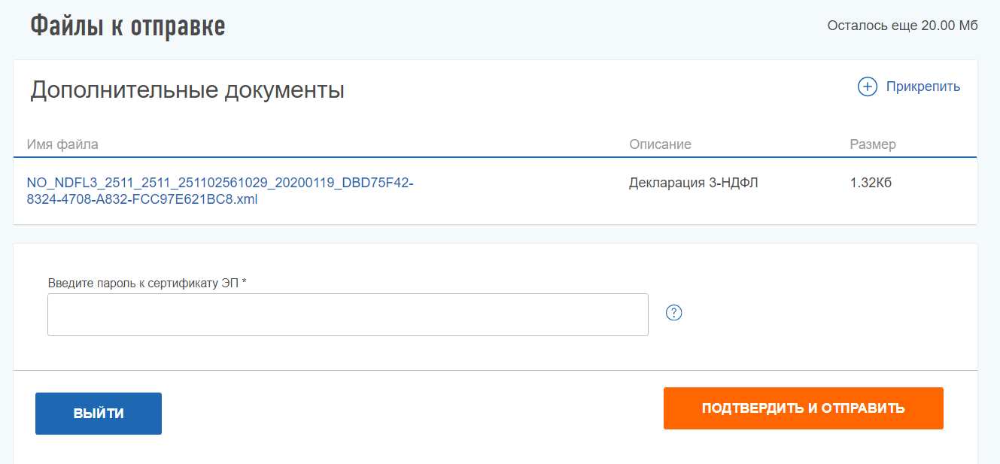 Файлы к отправке
Осталось еще 20.00 Мб
Дополнительные документы
Прикрепить
Имя файла
Описание
Размер
NO_NDFL3_2511_2511_251102561029_20200119_DBD75F42-
8324-4708-A832-FCC97E621BC8.xml
Декларация 3-НДФЛ
1.32Кб
Введите пароль к сертификату ЭП *
?
ВЫЙТИ
ПОДТВЕРДИТЬ И ОТПРАВИТЬ